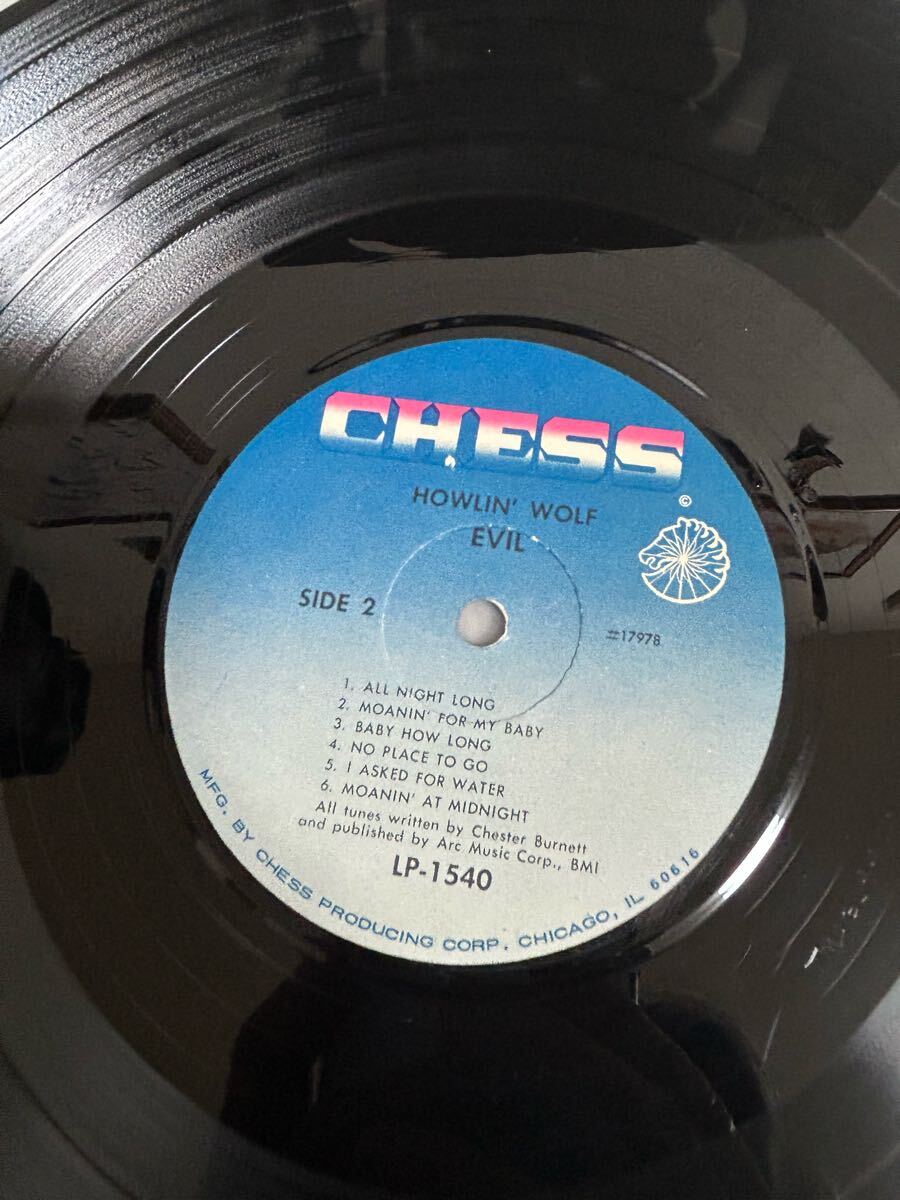 CHESS
©
HOWLIN' WOLF
EVIL
SIDE 2
#17978
1. ALL NIGHT LONG
2. MOANIN' FOR MY BABY
3. BABY HOW LONG
4. NO PLACE TO GO
5. I ASKED FOR WATER
6. MOANIN' AT MIDNIGHT
All tunes written by Chester Burnett
and published by Arc Music Corp., BMI
LP-1540
MFG. BY CHESS PRODUCING CORP. CHICAGO, IL 60616